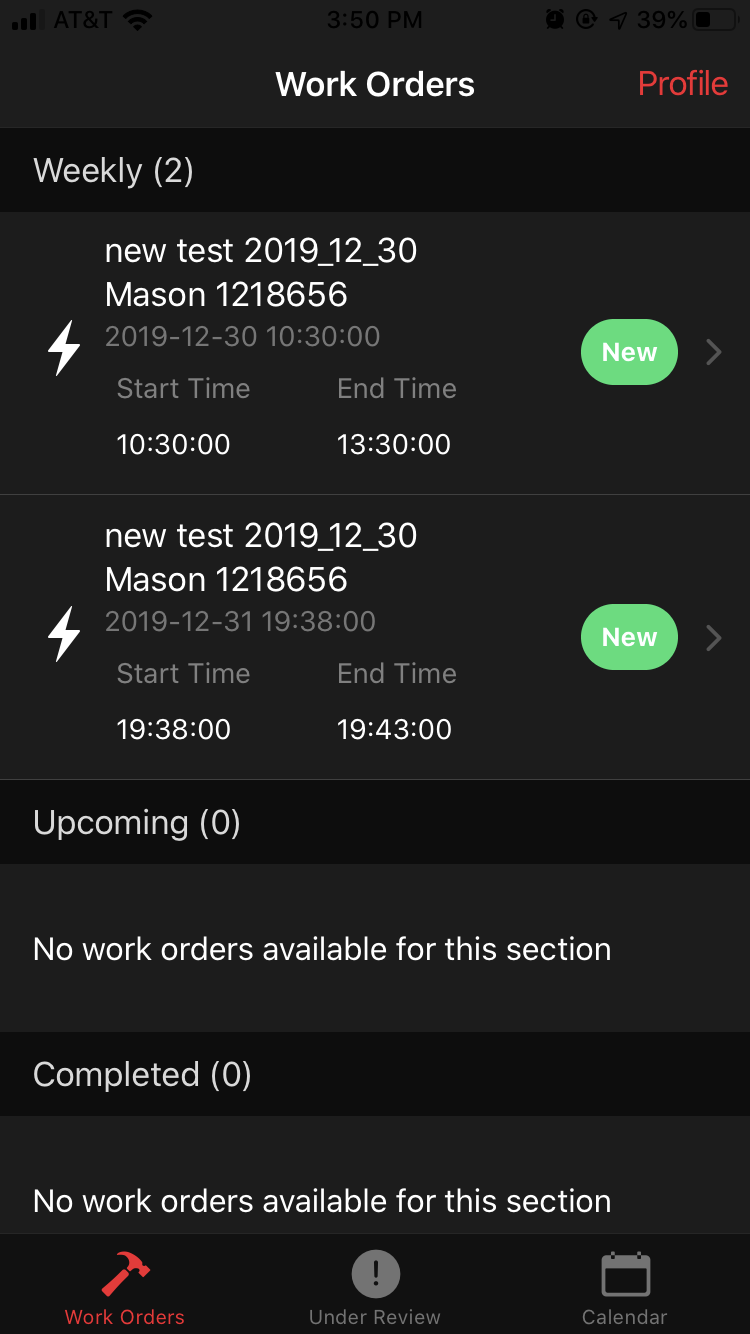 AT&T 3:50 PM 39%
Work Orders Profile
Weekly (2)
new test 2019_12_30
Mason 1218656
2019-12-30 10:30:00
New
Start Time End Time
10:30:00 13:30:00
new test 2019_12_30
Mason 1218656
2019-12-31 19:38:00
New
Start Time End Time
19:38:00 19:43:00
Upcoming (0)
No work orders available for this section
Completed (0)
No work orders available for this section
Work Orders Under Review Calendar